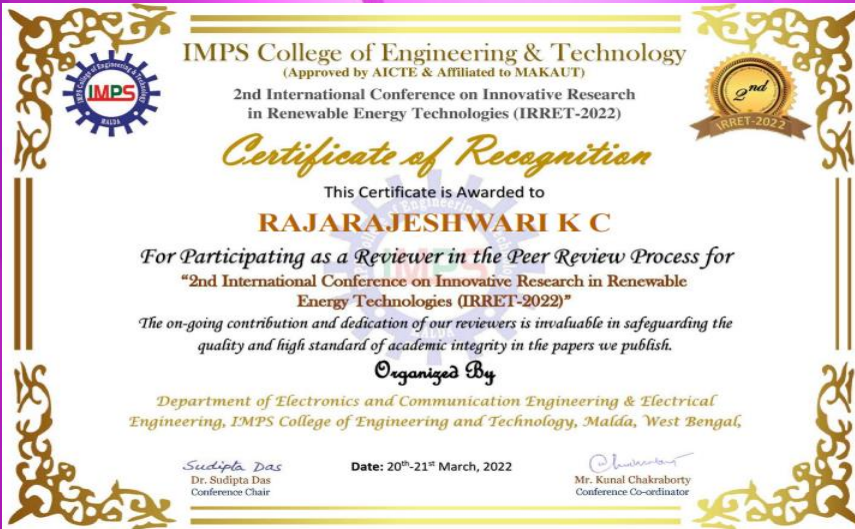 IMPS College of Engineering & Technology
(Approved by AICTE & Affiliated to MAKAUT)
2nd International Conference on Innovative Research
in Renewable Energy Technologies (IRRET-2022)
IMPS College of Engineering & Technology
IMPS
MALDA
2nd
IRRET-2022
Certificate of Recognition
This Certificate is Awarded to
RAJARAJESHWARI K C
For Participating as a Reviewer in the Peer Review Process for
“2nd International Conference on Innovative Research in Renewable
Energy Technologies (IRRET-2022)”
The on-going contribution and dedication of our reviewers is invaluable in safeguarding the
quality and high standard of academic integrity in the papers we publish.
Organized By
Department of Electronics and Communication Engineering & Electrical
Engineering, IMPS College of Engineering and Technology, Malda, West Bengal,
Sudipta Das
Dr. Sudipta Das
Conference Chair
Date: 20th-21st March, 2022
Mr. Kunal Chakraborty
Conference Co-ordinator